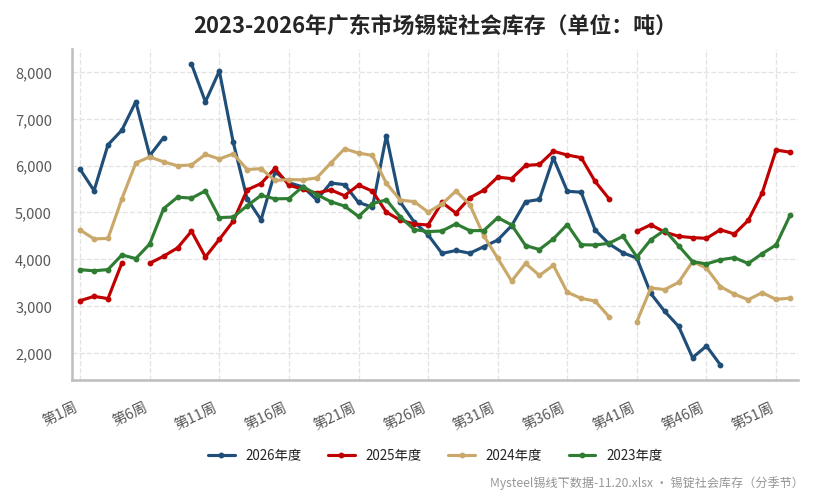 2023-2026年广东市场锡锭社会库存（单位：吨）
8,000
7,000
6,000
5,000
4,000
3,000
2,000
第1周 第6周 第11周 第16周 第21周 第26周 第31周 第36周 第41周 第46周 第51周
2026年度 2025年度 2024年度 2023年度
Mysteel锡线下数据-11.20.xlsx · 锡锭社会库存（分季节）